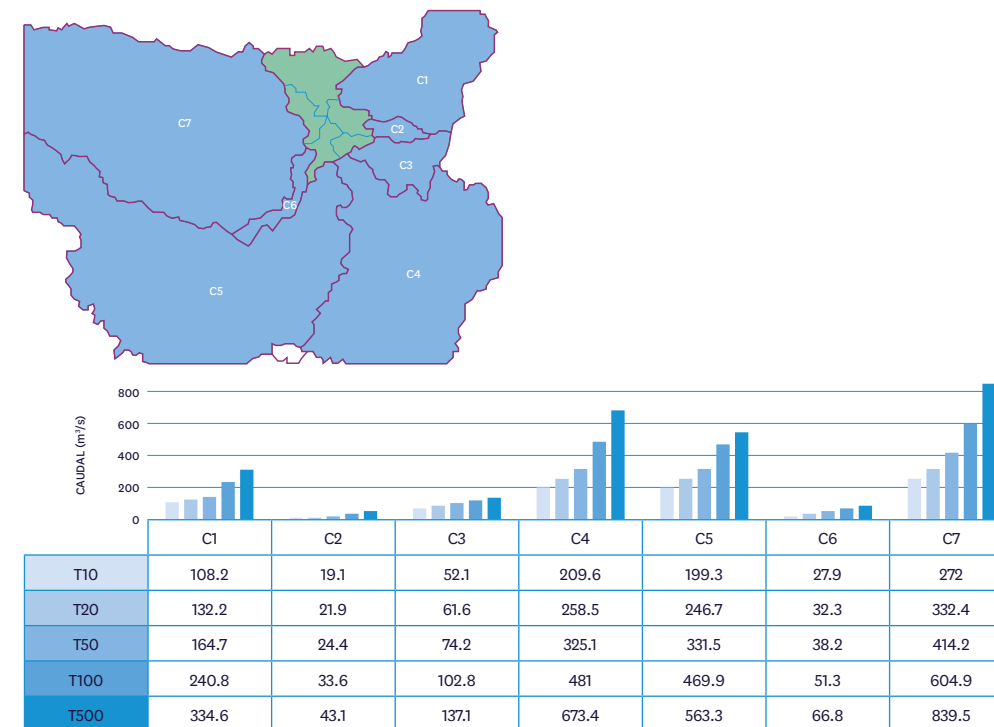 C1
C7
C2
C3
C6
C4
C5
CAUDAL (m³/s)
800
600
400
200
0
C1 C2 C3 C4 C5 C6 C7
T10 108.2 19.1 52.1 209.6 199.3 27.9 272
T20 132.2 21.9 61.6 258.5 246.7 32.3 332.4
T50 164.7 24.4 74.2 325.1 331.5 38.2 414.2
T100 240.8 33.6 102.8 481 469.9 51.3 604.9
T500 334.6 43.1 137.1 673.4 563.3 66.8 839.5